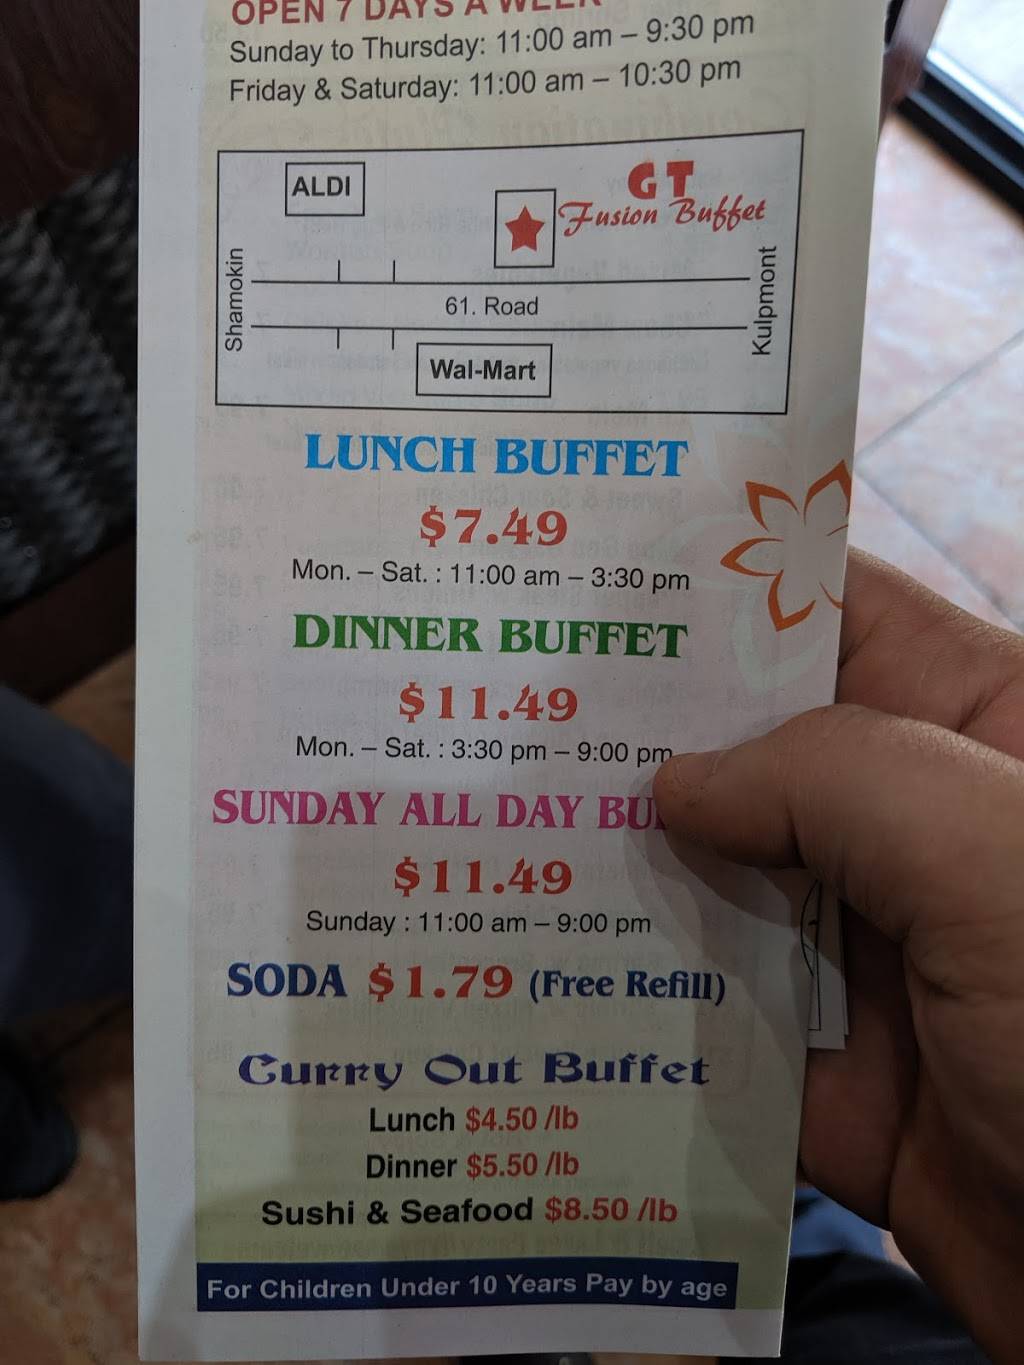 OPEN 7 DAYS A WEEK
Sunday to Thursday: 11:00 am – 9:30 pm
Friday & Saturday: 11:00 am – 10:30 pm
ALDI
GT
Fusion Buffet
Shamokin
61. Road
Kulpmont
Wal-Mart
LUNCH BUFFET
$7.49
Mon. – Sat. : 11:00 am – 3:30 pm
DINNER BUFFET
$11.49
Mon. – Sat. : 3:30 pm – 9:00 pm
SUNDAY ALL DAY
$11.49
Sunday : 11:00 am – 9:00 pm
SODA $1.79 (Free Refill)
Curry Out Buffet
Lunch $4.50 /lb
Dinner $5.50 /lb
Sushi & Seafood $8.50 /lb
For Children Under 10 Years Pay by age